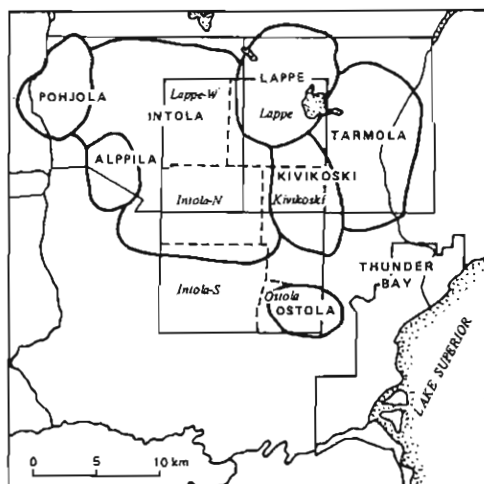 LAPPE
POHJOLA
Lappe-W
INTOLA
Lappe
TARMOLA
ALPPILA
KIVIKOSKI
Intola-N
Kivikoski
THUNDER
BAY
Intola-S
Ostola
OSTOLA
LAKE SUPERIOR
0 5 10 km